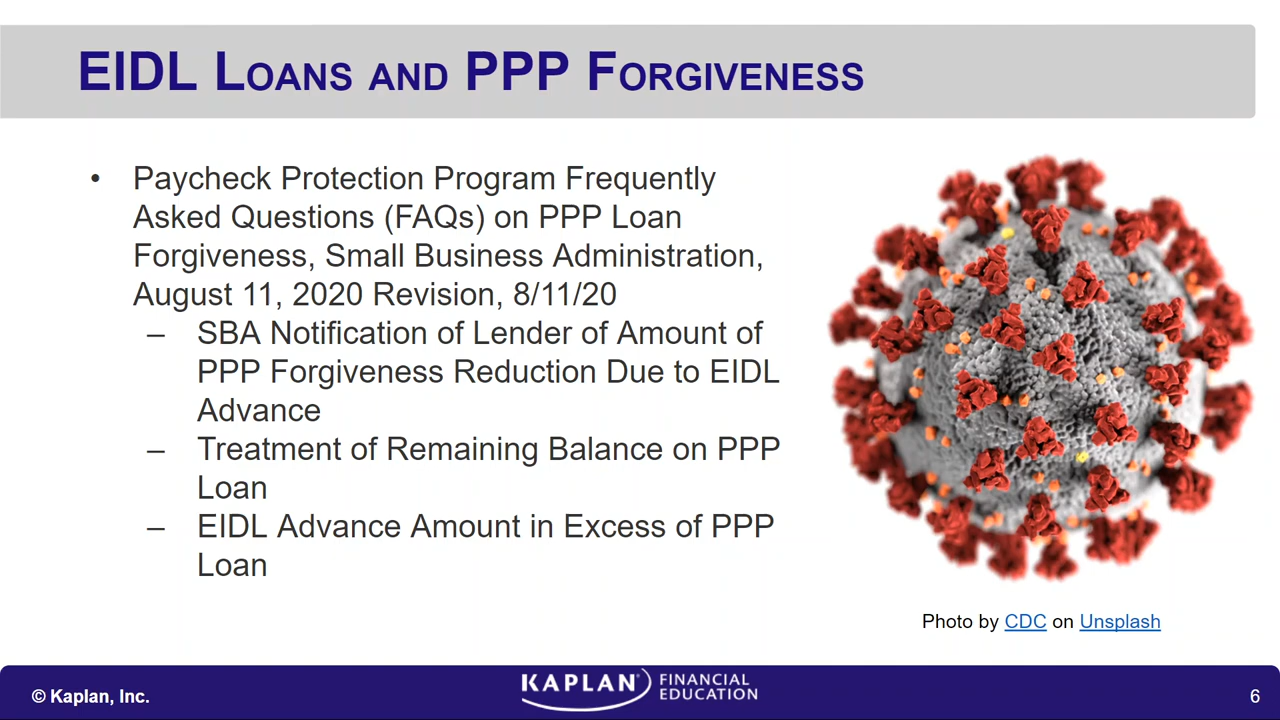 EIDL LOANS AND PPP FORGIVENESS
• Paycheck Protection Program Frequently
Asked Questions (FAQs) on PPP Loan
Forgiveness, Small Business Administration,
August 11, 2020 Revision, 8/11/20
– SBA Notification of Lender of Amount of
PPP Forgiveness Reduction Due to EIDL
Advance
– Treatment of Remaining Balance on PPP
Loan
– EIDL Advance Amount in Excess of PPP
Loan
Photo by CDC on Unsplash
© Kaplan, Inc.
KAPLAN® FINANCIAL
EDUCATION
6